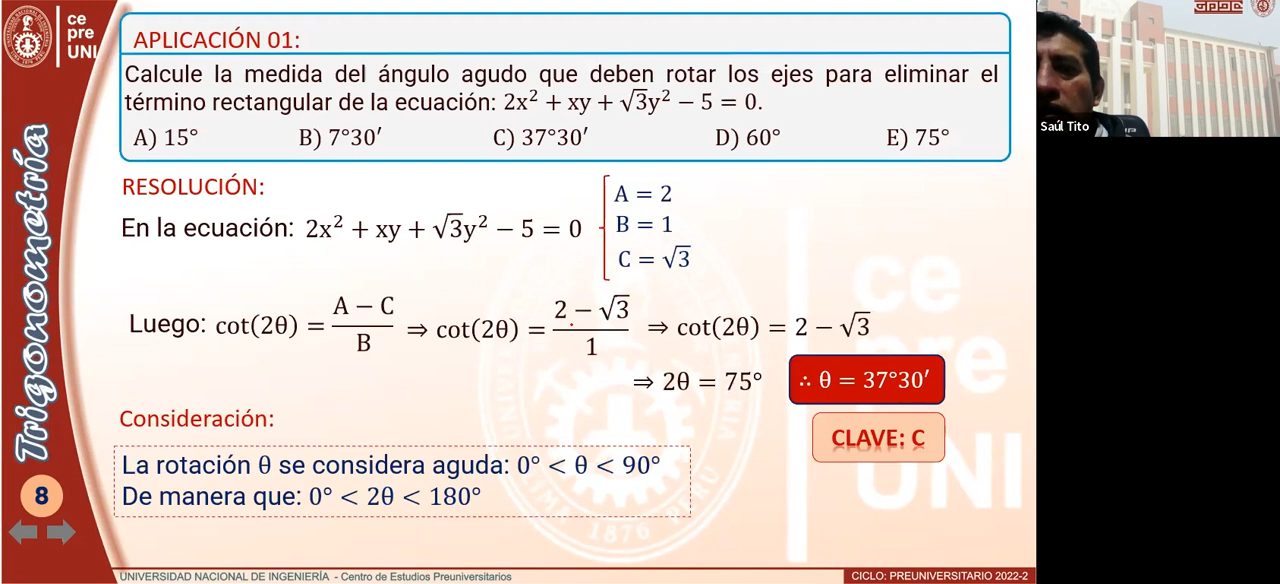 ce
pre
UNI
APLICACIÓN 01:
Calcule la medida del ángulo agudo que deben rotar los ejes para eliminar el
término rectangular de la ecuación: 2x² + xy + √3y² − 5 = 0.
A) 15° B) 7°30′ C) 37°30′ D) 60° E) 75°
RESOLUCIÓN:
En la ecuación: 2x² + xy + √3y² − 5 = 0
A = 2
B = 1
C = √3
Luego: cot(2θ) = (A − C)/B ⇒ cot(2θ) = (2 − √3)/1 ⇒ cot(2θ) = 2 − √3
⇒ 2θ = 75° ∴ θ = 37°30′
CLAVE: C
Consideración:
La rotación θ se considera aguda: 0° < θ < 90°
De manera que: 0° < 2θ < 180°
Trigonometría
8
ce
pre
UNI
1876
UNIVERSIDAD NACIONAL DE INGENIERÍA - Centro de Estudios Preuniversitarios
CICLO: PREUNIVERSITARIO 2022-2
Saúl Tito